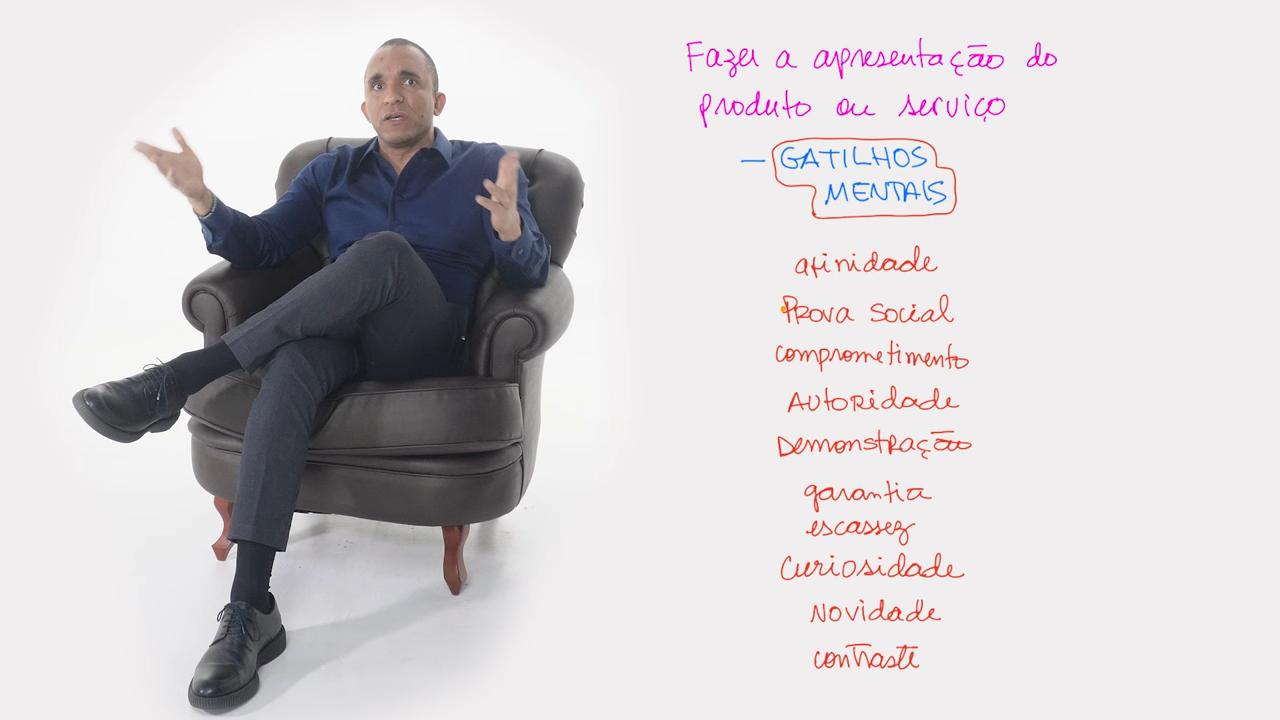 Fazer a apresentação do
produto ou serviço
— GATILHOS
MENTAIS
afinidade
Prova Social
comprometimento
Autoridade
Demonstração
garantia
escassez
Curiosidade
Novidade
contraste